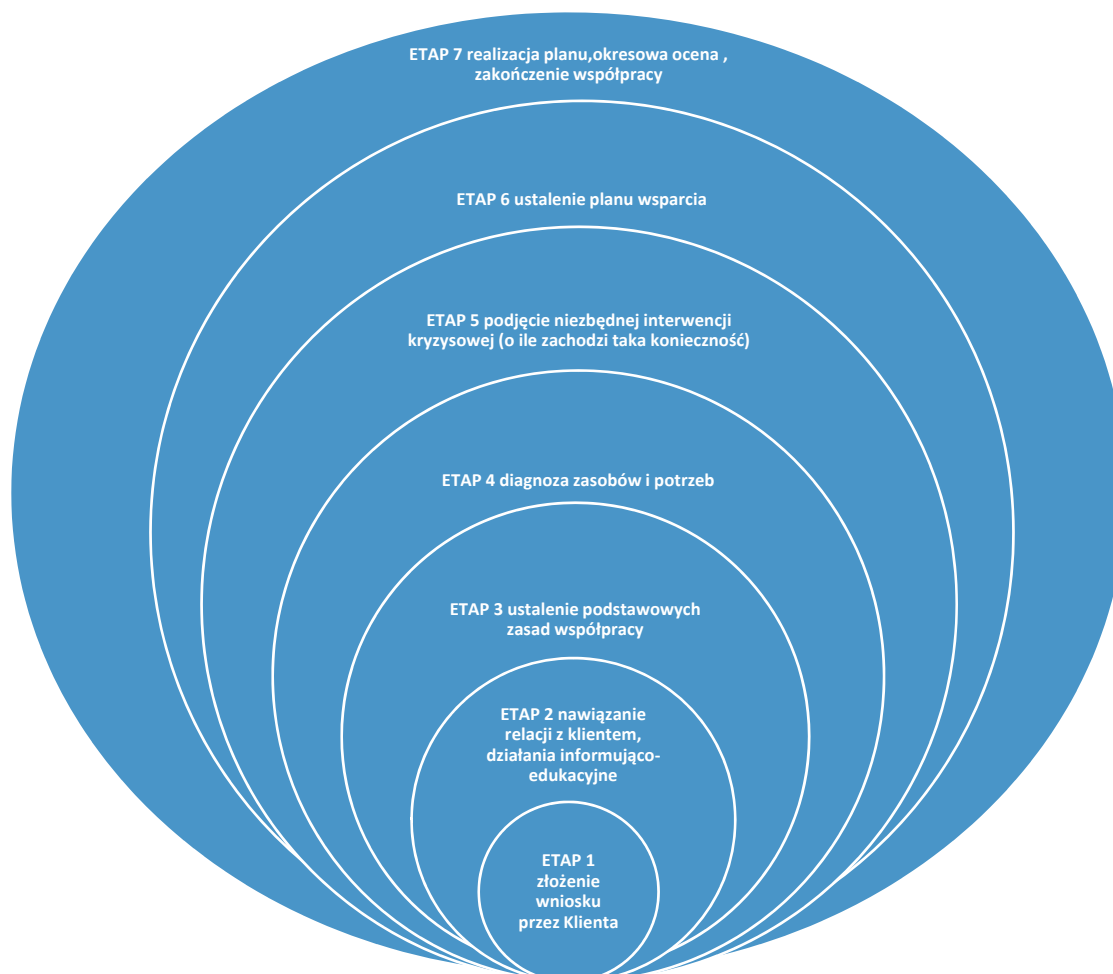 ETAP 7 realizacja planu,okresowa ocena ,
zakończenie współpracy
ETAP 6 ustalenie planu wsparcia
ETAP 5 podjęcie niezbędnej interwencji
kryzysowej (o ile zachodzi taka konieczność)
ETAP 4 diagnoza zasobów i potrzeb
ETAP 3 ustalenie podstawowych
zasad współpracy
ETAP 2 nawiązanie
relacji z klientem,
działania informująco-
edukacyjne
ETAP 1
złożenie
wniosku
przez Klienta